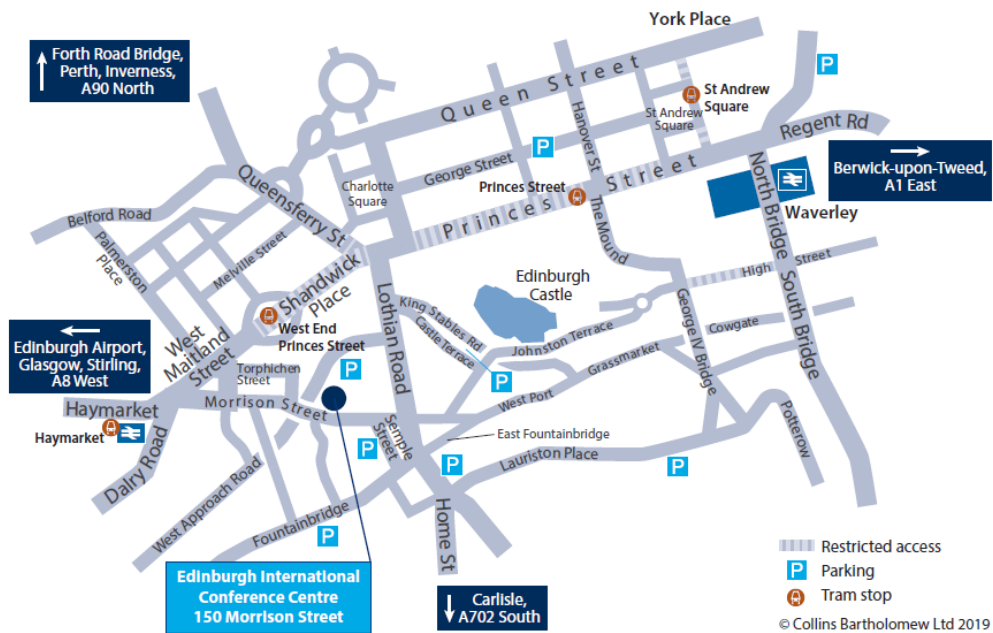 York Place
Forth Road Bridge,
Perth, Inverness,
A90 North
P
Queen Street
St Andrew
Square
St Andrew
Square
Hanover St
Regent Rd
P
George Street
Berwick-upon-Tweed,
A1 East
Charlotte
Square
Princes Street
Princes Street
Queensferry St
North Bridge
Waverley
Belford Road
Palmerston
Place
Melville Street
The Mound
Shandwick
Place
Edinburgh
Castle
High Street
Lothian Road
King Stables Rd
Castle Terrace
George IV Bridge
South Bridge
West End
Princes Street
Edinburgh Airport,
Glasgow, Stirling,
A8 West
West
Maitland
Street
Johnston Terrace
Cowgate
Grassmarket
Torphichen
Street
P
P
Haymarket
Morrison Street
West Port
Haymarket
Semple
Street
East Fountainbridge
Potterow
P
P
Lauriston Place
P
Dalry Road
West Approach Road
Fountainbridge
P
Home St
Edinburgh International
Conference Centre
150 Morrison Street
Carlisle,
A702 South
Restricted access
P Parking
Tram stop
© Collins Bartholomew Ltd 2019